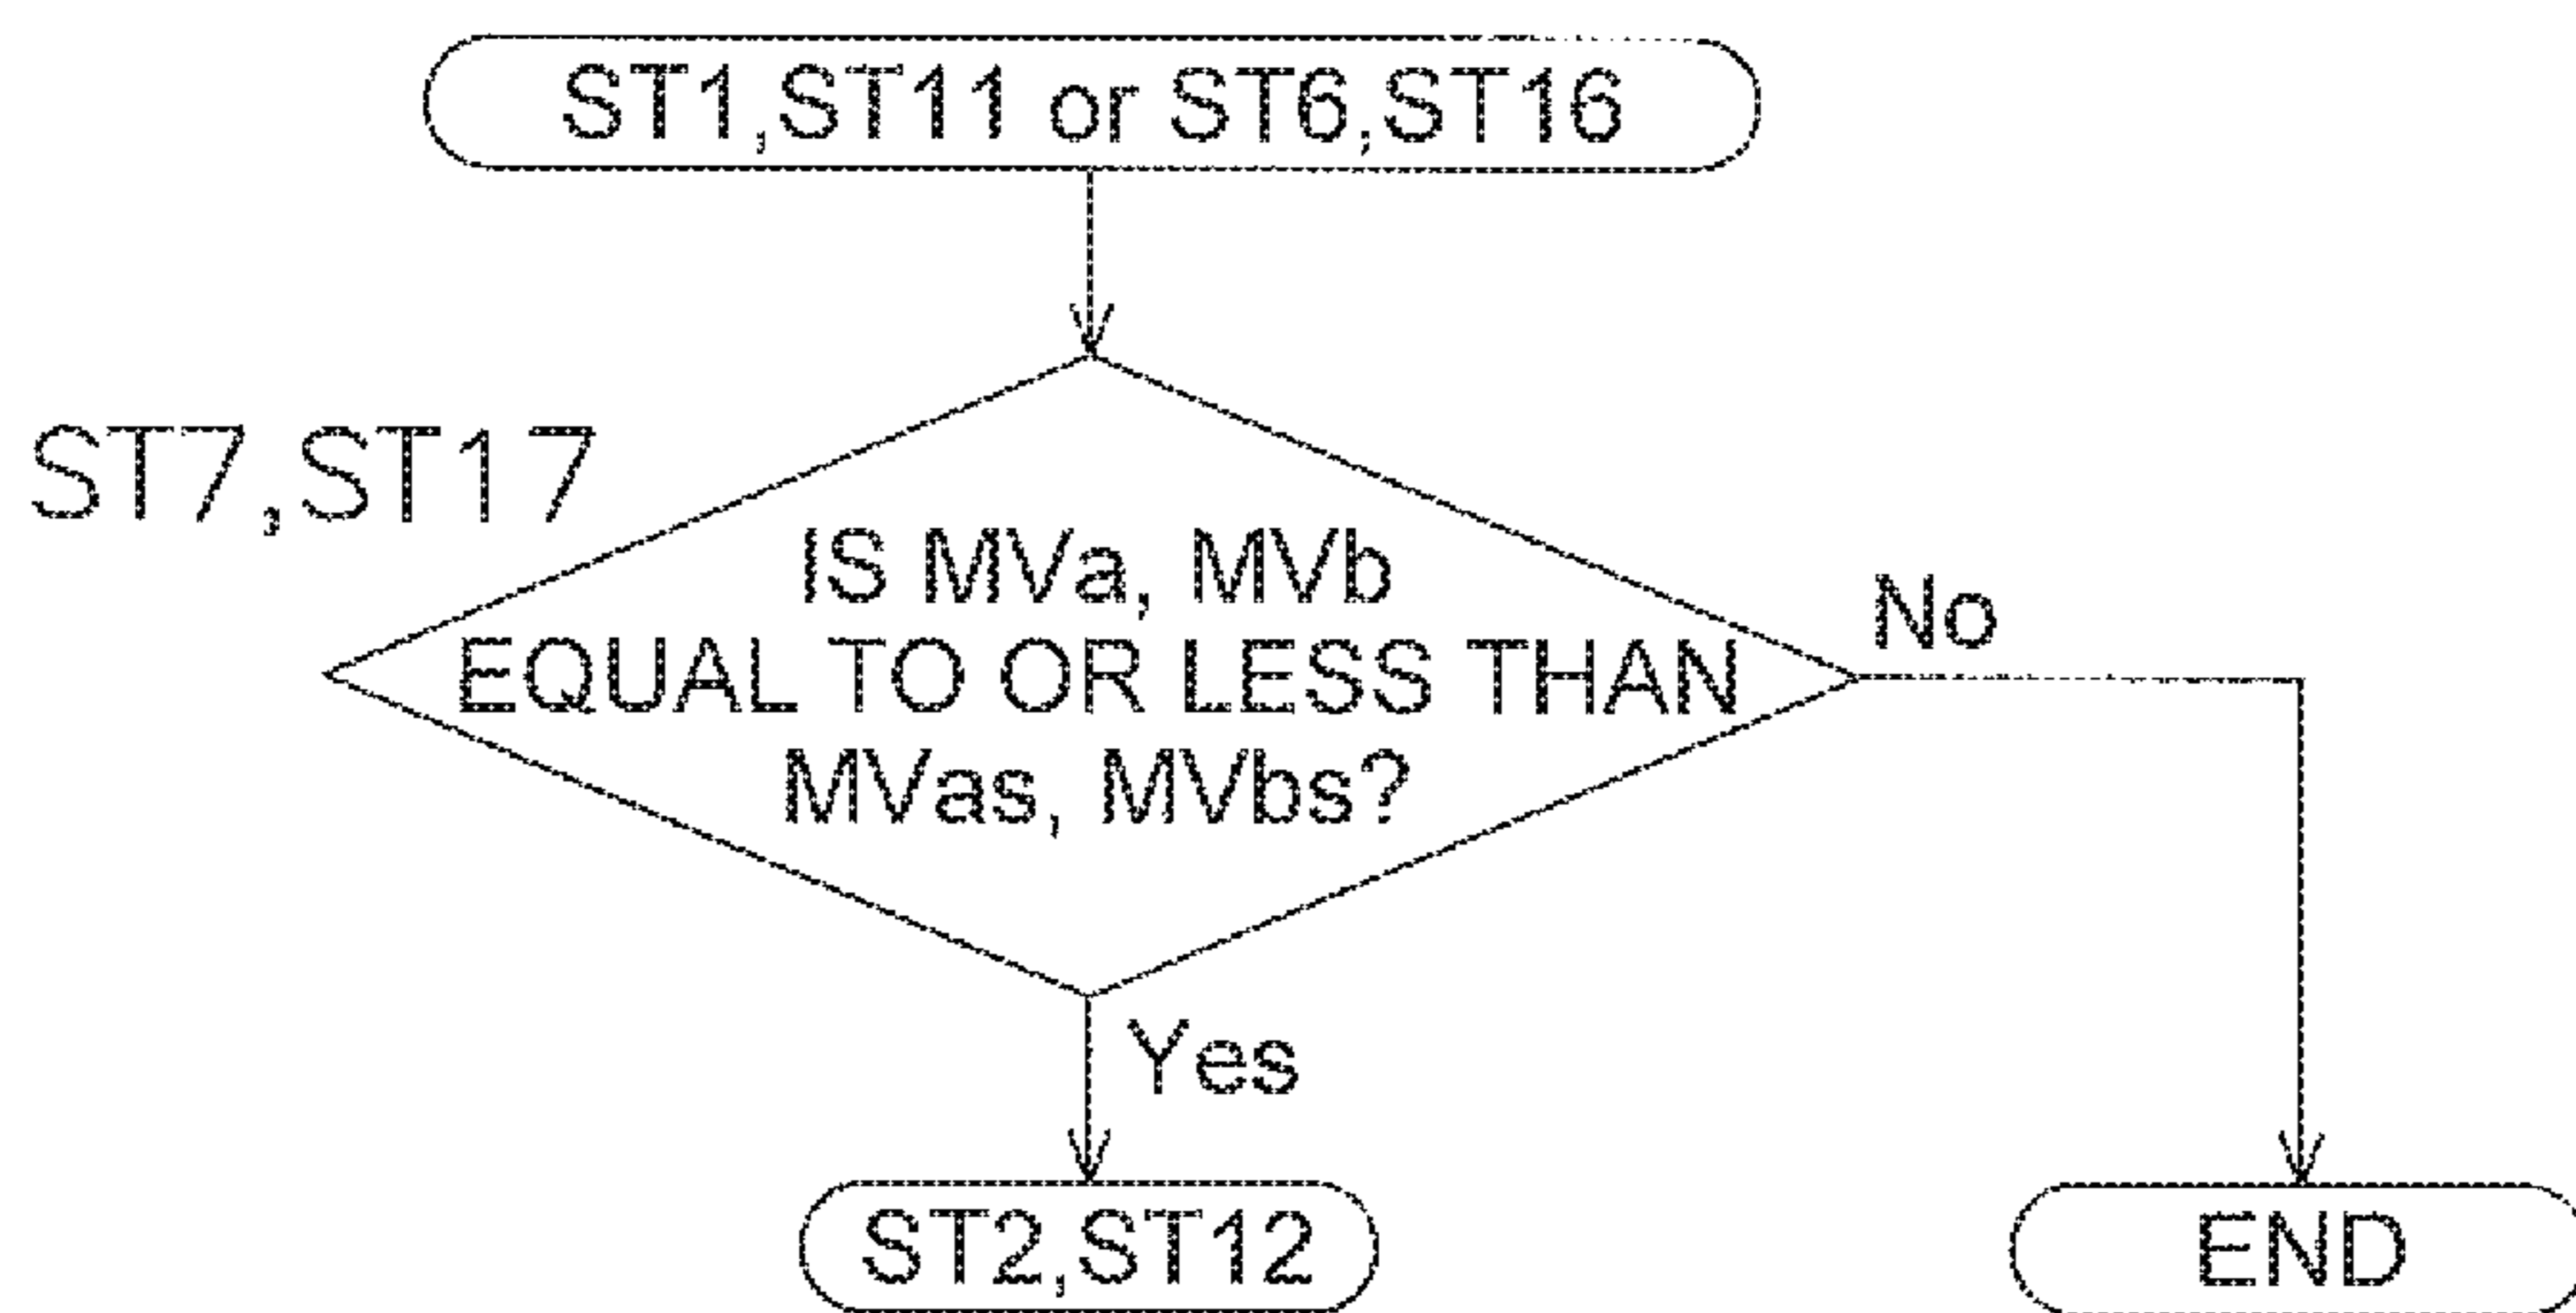 ST1,ST11 or ST6,ST16
ST7,ST17
IS MVa, MVb
EQUAL TO OR LESS THAN
MVas, MVbs?
No
Yes
ST2,ST12
END